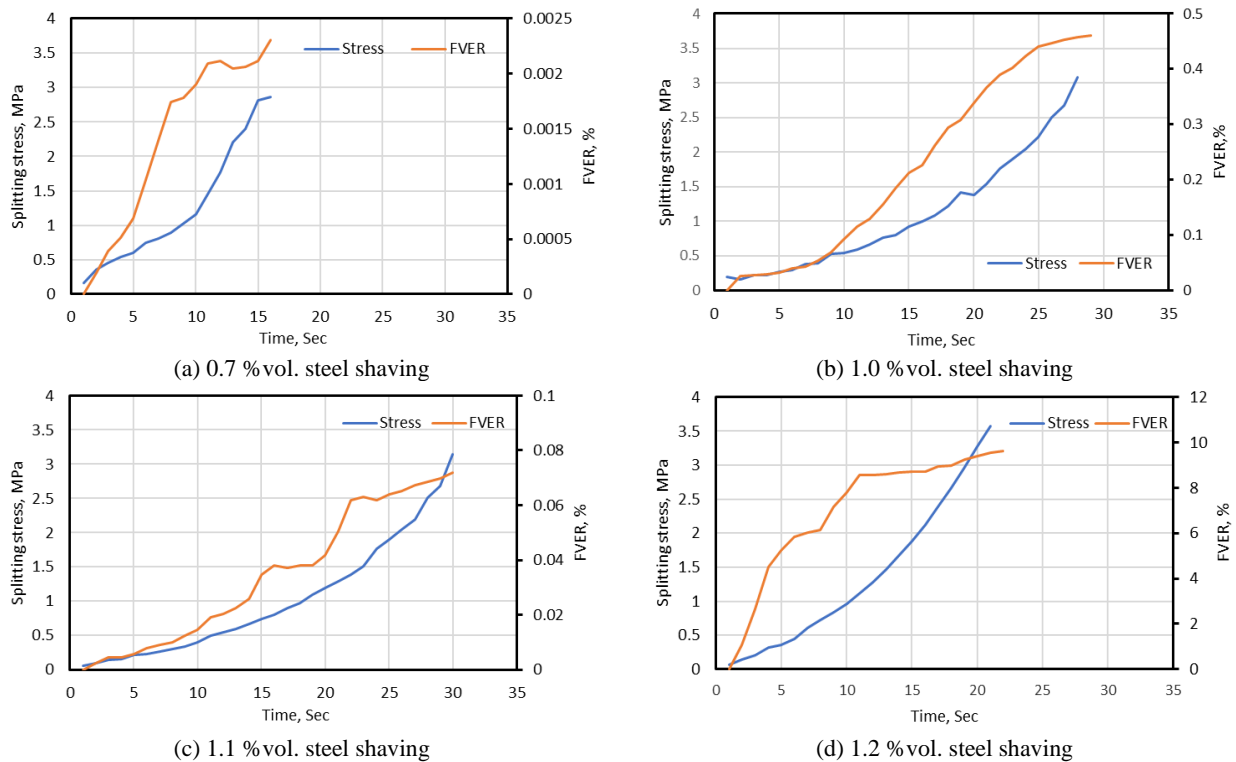 4
3.5
3
2.5
2
1.5
1
0.5
0
Splitting stress, MPa
Stress FVER
0.0025
0.002
0.0015
0.001
0.0005
0
FVER, %
0 5 10 15 20 25 30 35
Time, Sec
(a) 0.7 %vol. steel shaving
4
3.5
3
2.5
2
1.5
1
0.5
0
Splitting stress, MPa
Stress FVER
0.5
0.4
0.3
0.2
0.1
0
FVER,%
0 5 10 15 20 25 30 35
Time, Sec
(b) 1.0 %vol. steel shaving
4
3.5
3
2.5
2
1.5
1
0.5
0
Splitting stress, MPa
Stress FVER
0.1
0.08
0.06
0.04
0.02
0
FVER, %
0 5 10 15 20 25 30 35
Time, Sec
(c) 1.1 %vol. steel shaving
4
3.5
3
2.5
2
1.5
1
0.5
0
Splitting stress, MPa
Stress FVER
12
10
8
6
4
2
0
FVER, %
0 5 10 15 20 25 30 35
Time, Sec
(d) 1.2 %vol. steel shaving